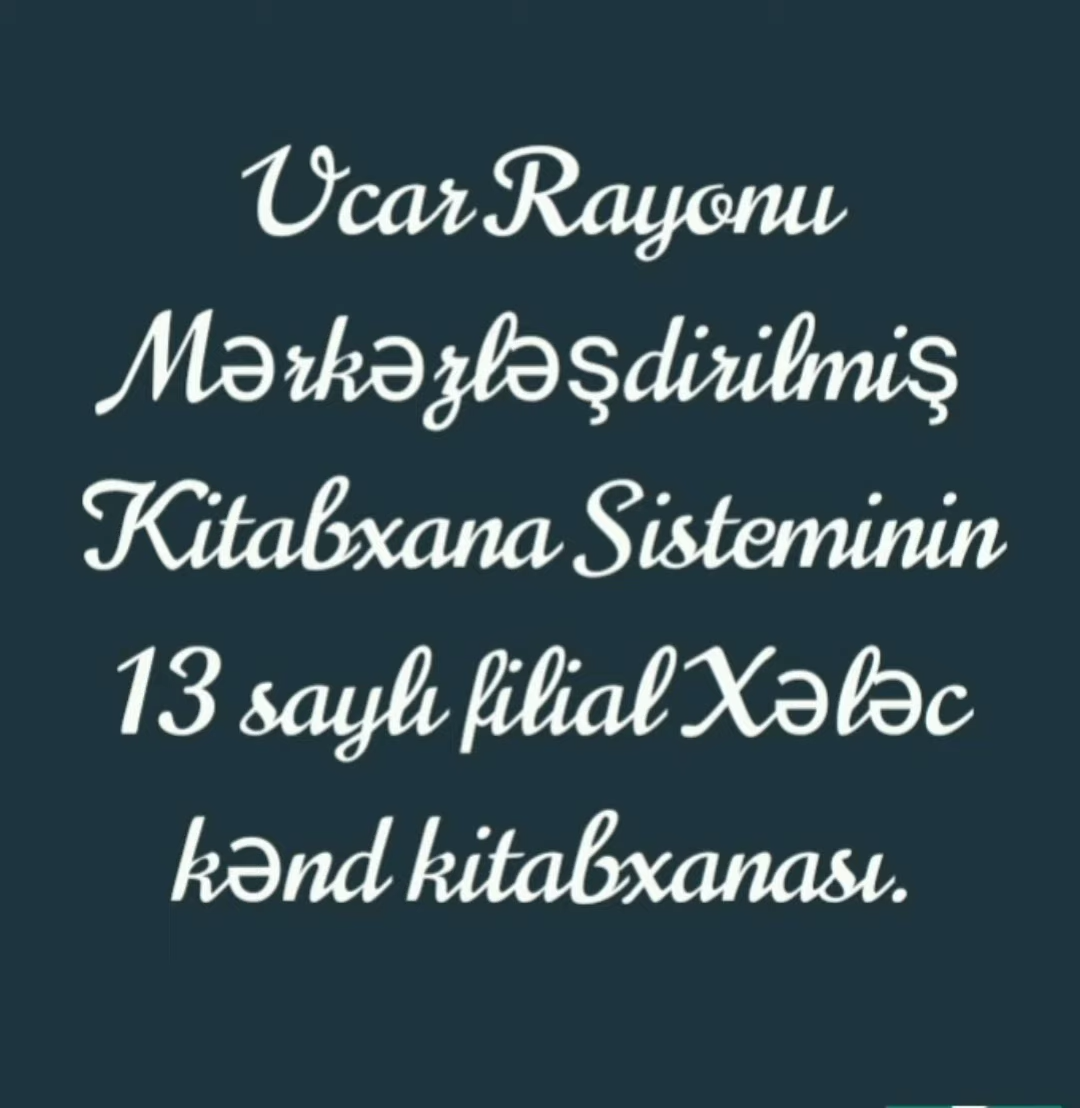 Ucar Rayonu
Mərkəzləşdirilmiş
Kitabxana Sisteminin
13 saylı filial Xələc
kənd kitabxanası.